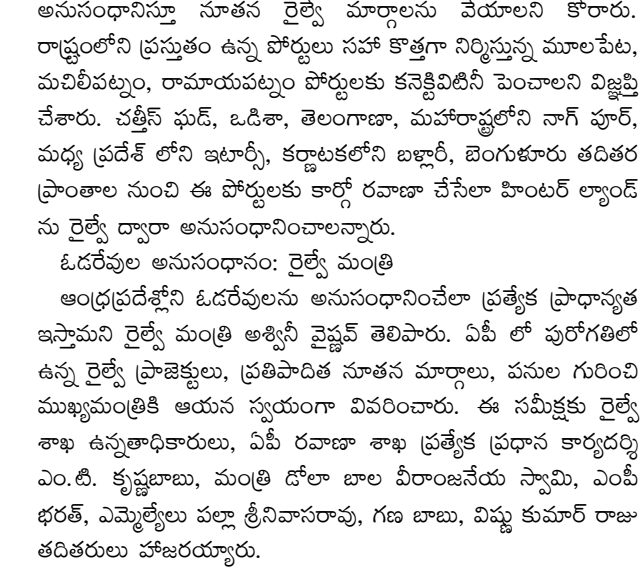 అనుసంధానిస్తూ నూతన రైల్వే మార్గాలను వేయాలని కోరారు.
రాష్ట్రంలోని ప్రస్తుతం ఉన్న పోర్టులు సహా కొత్తగా నిర్మిస్తున్న మూలపేట,
మచిలీపట్నం, రామాయపట్నం పోర్టులకు కనెక్టివిటినీ పెంచాలని విజ్ఞప్తి
చేశారు. చత్తీస్ ఘడ్, ఒడిశా, తెలంగాణా, మహారాష్ట్రలోని నాగ్ పూర్,
మధ్య ప్రదేశ్ లోని ఇటార్సీ, కర్ణాటకలోని బళ్లారీ, బెంగుళూరు తదితర
ప్రాంతాల నుంచి ఈ పోర్టులకు కార్గో రవాణా చేసేలా హింటర్ ల్యాండ్
ను రైల్వే ద్వారా అనుసంధానించాలన్నారు.
ఓడరేవుల అనుసంధానం: రైల్వే మంత్రి
ఆంధ్రప్రదేశ్లోని ఓడరేవులను అనుసంధానించేలా ప్రత్యేక ప్రాధాన్యత
ఇస్తామని రైల్వే మంత్రి అశ్వినీ వైష్ణవ్ తెలిపారు. ఏపీ లో పురోగతిలో
ఉన్న రైల్వే ప్రాజెక్టులు, ప్రతిపాదిత నూతన మార్గాలు, పనుల గురించి
ముఖ్యమంత్రికి ఆయన స్వయంగా వివరించారు. ఈ సమీక్షకు రైల్వే
శాఖ ఉన్నతాధికారులు, ఏపీ రవాణా శాఖ ప్రత్యేక ప్రధాన కార్యదర్శి
ఎం.టి. కృష్ణబాబు, మంత్రి డోలా బాల వీరాంజనేయ స్వామి, ఎంపీ
భరత్, ఎమ్మెల్యేలు పల్లా శ్రీనివాసరావు, గణ బాబు, విష్ణు కుమార్ రాజు
తదితరులు హాజరయ్యారు.